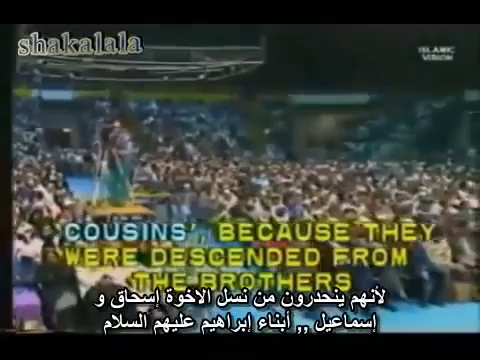 shakalala
ISLAMIC
VISION
'COUSINS', BECAUSE THEY
WERE DESCENDED FROM
THE BROTHERS
لأنهم ينحدرون من نسل الاخوة إسحاق و
إسماعيل ,, أبناء إبراهيم عليهم السلام